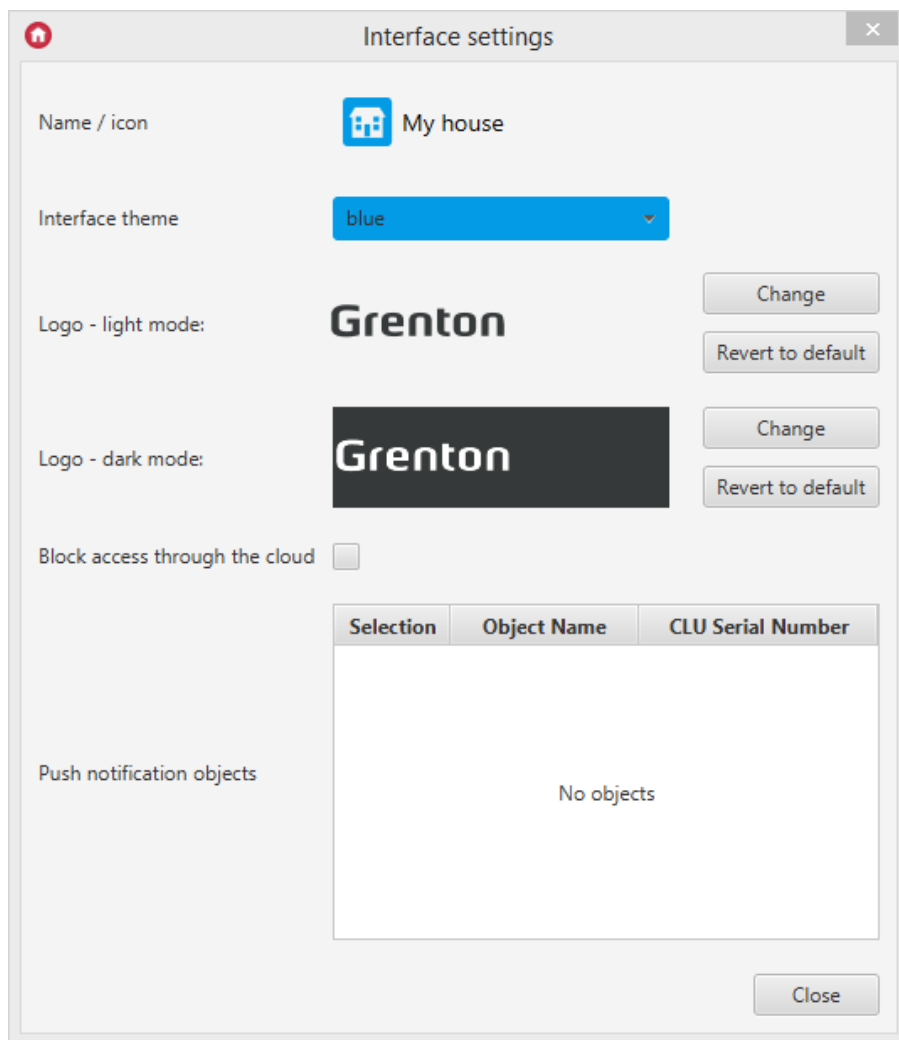 Interface settings
Name / icon
My house
Interface theme
blue
Logo - light mode:
Grenton
Change
Revert to default
Logo - dark mode:
Grenton
Change
Revert to default
Block access through the cloud
Push notification objects
Selection Object Name CLU Serial Number
No objects
Close